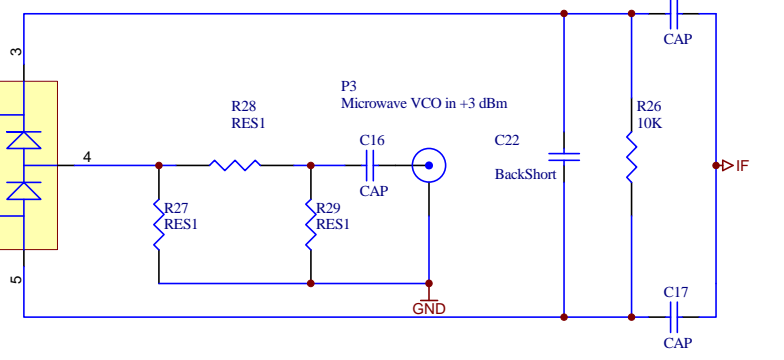 CAP
3
P3
Microwave VCO in +3 dBm
R28
RES1
R26
10K
C16
C22
4
IF
BackShort
CAP
R27
RES1
R29
RES1
5
C17
GND
CAP